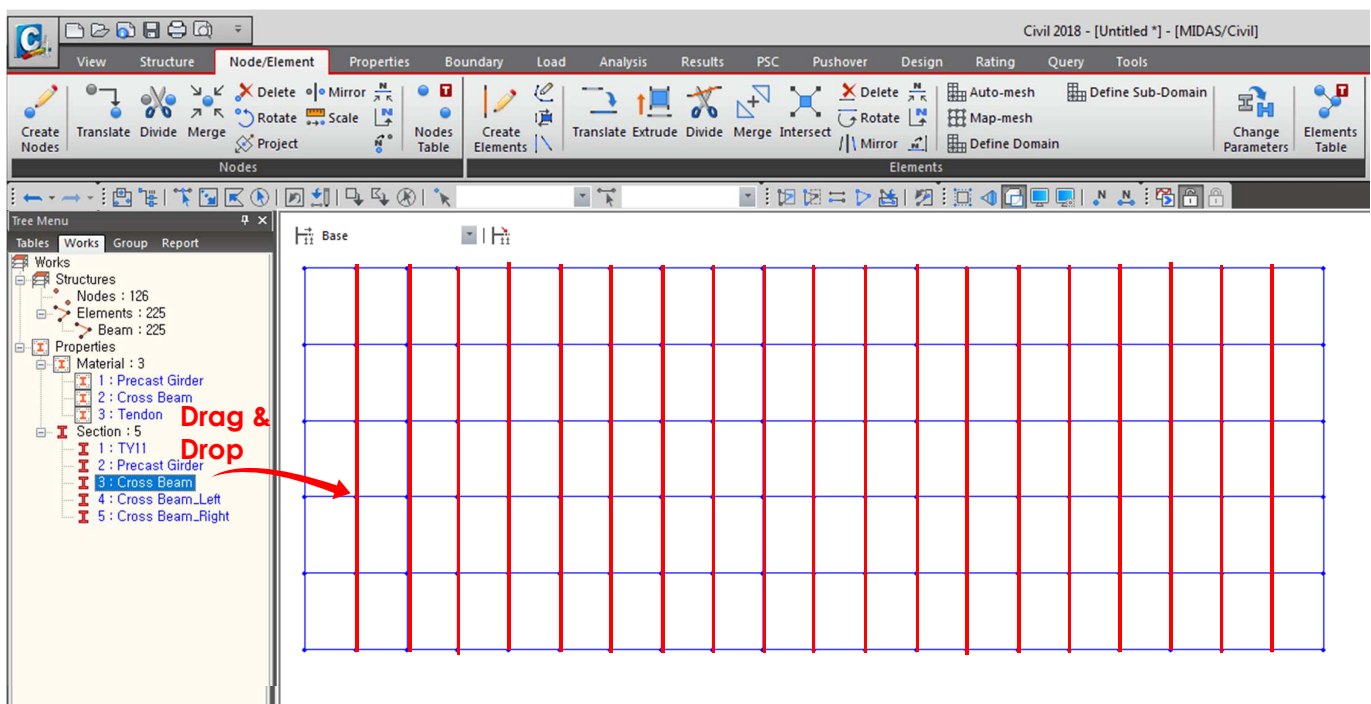 Civil 2018 - [Untitled *] - [MIDAS/Civil]
View Structure Node/Element Properties Boundary Load Analysis Results PSC Pushover Design Rating Query Tools
Create Nodes
Translate Divide Merge
Delete Mirror
Rotate Scale
Project
Nodes Table
Create Elements
Translate Extrude Divide Merge Intersect
Delete
Rotate
Mirror
Auto-mesh Define Sub-Domain
Map-mesh
Define Domain
Change Parameters
Elements Table
Nodes Elements
Tree Menu
Tables Works Group Report
Base
Works
Structures
Nodes : 126
Elements : 225
Beam : 225
Properties
Material : 3
1 : Precast Girder
2 : Cross Beam
3 : Tendon
Section : 5
1 : TY11
2 : Precast Girder
3 : Cross Beam
4 : Cross Beam_Left
5 : Cross Beam_Right
Drag &
Drop